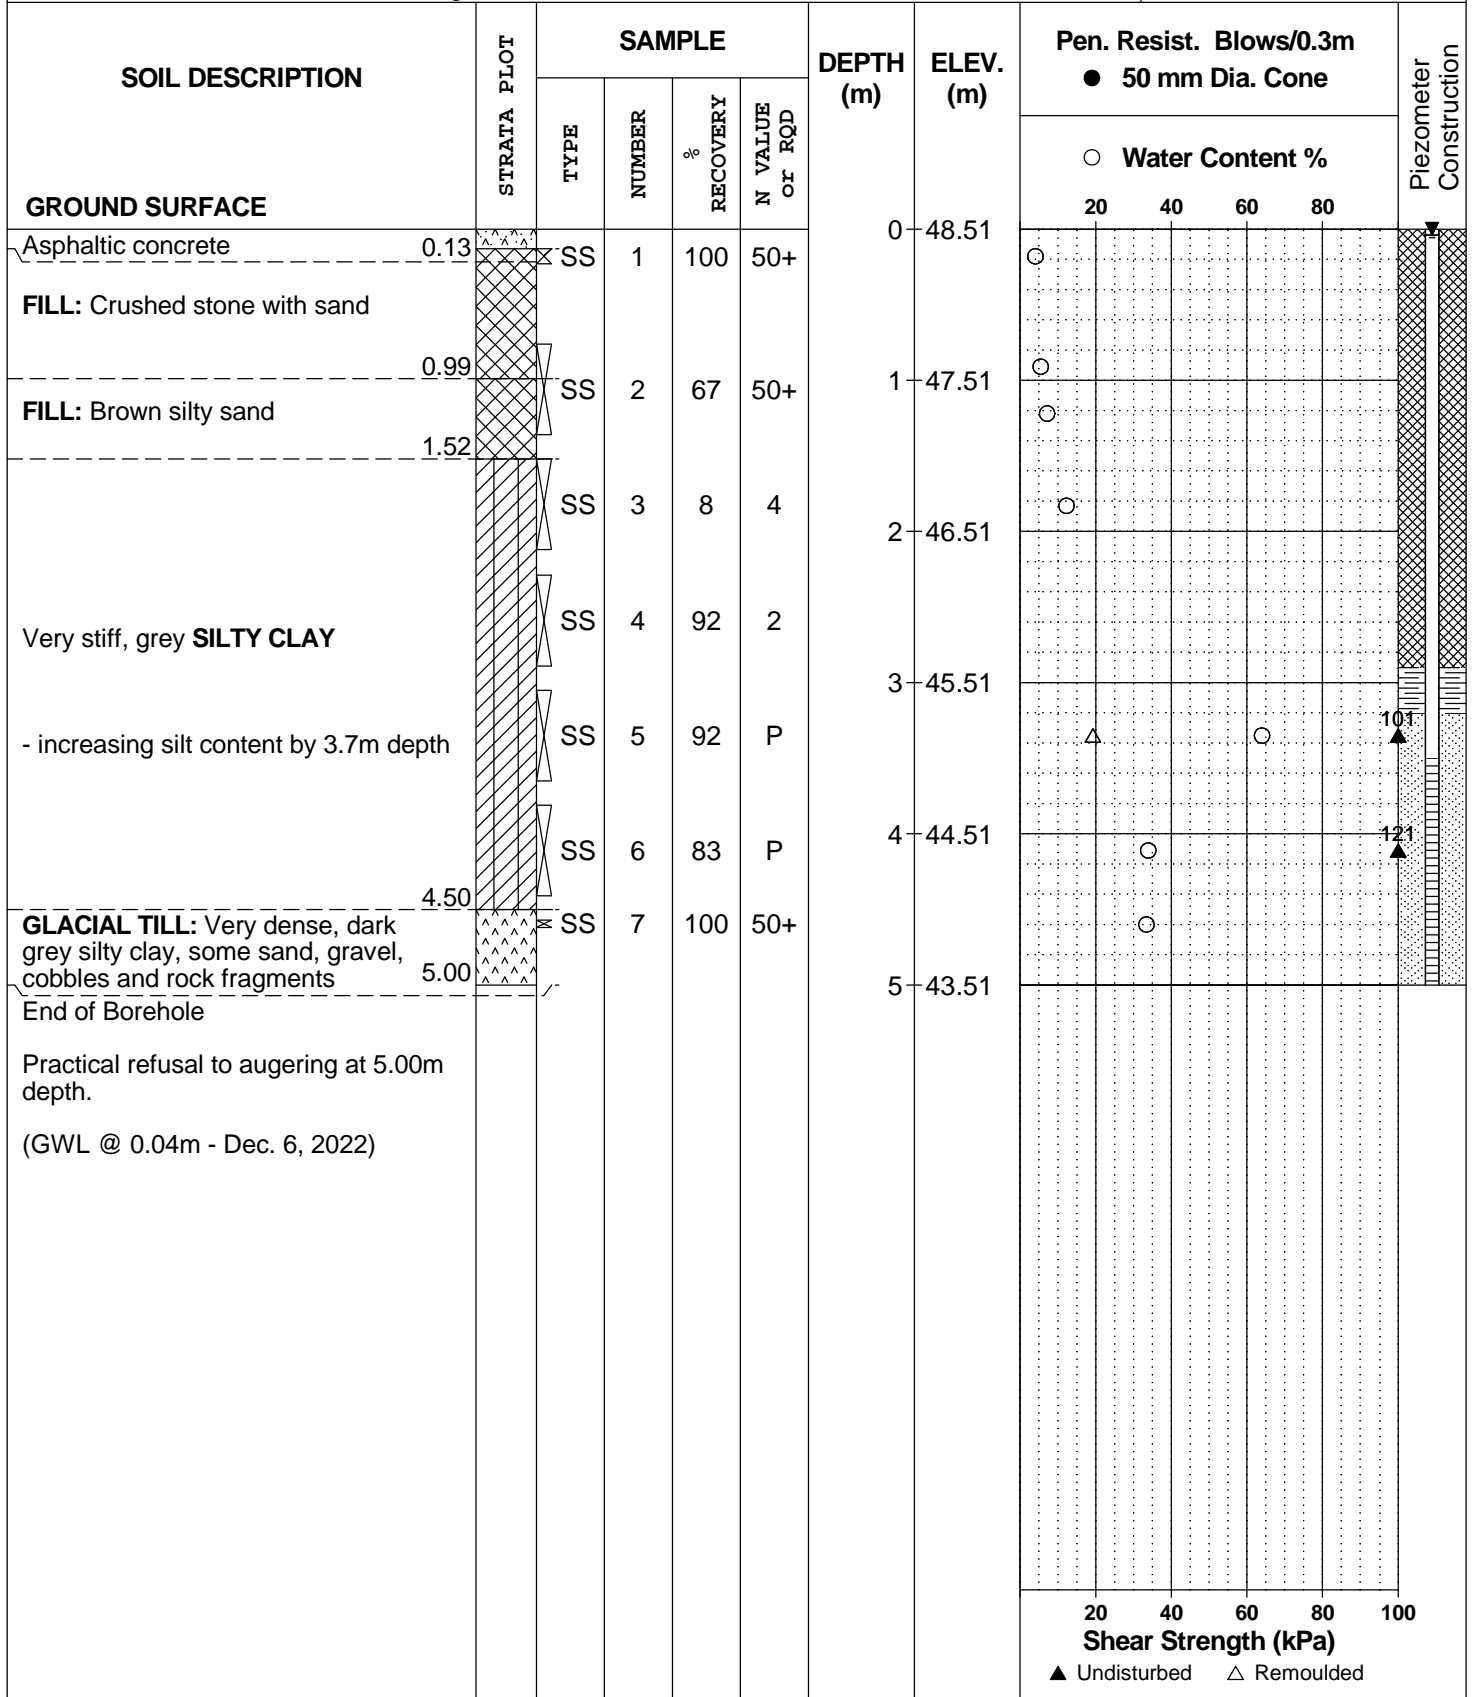 SOIL DESCRIPTION
GROUND SURFACE
STRATA PLOT
SAMPLE
TYPE
NUMBER
%
RECOVERY
N VALUE
or RQD
DEPTH
(m)
ELEV.
(m)
Pen. Resist. Blows/0.3m
● 50 mm Dia. Cone
○ Water Content %
20 40 60 80
Piezometer
Construction
Asphaltic concrete 0.13
SS 1 100 50+
0 48.51
FILL: Crushed stone with sand
0.99
SS 2 67 50+
1 47.51
FILL: Brown silty sand
1.52
SS 3 8 4
2 46.51
SS 4 92 2
Very stiff, grey SILTY CLAY
3 45.51
101
- increasing silt content by 3.7m depth
SS 5 92 P
4 44.51
121
SS 6 83 P
4.50
GLACIAL TILL: Very dense, dark
grey silty clay, some sand, gravel,
cobbles and rock fragments 5.00
SS 7 100 50+
5 43.51
End of Borehole
Practical refusal to augering at 5.00m
depth.
(GWL @ 0.04m - Dec. 6, 2022)
20 40 60 80 100
Shear Strength (kPa)
▲ Undisturbed △ Remoulded